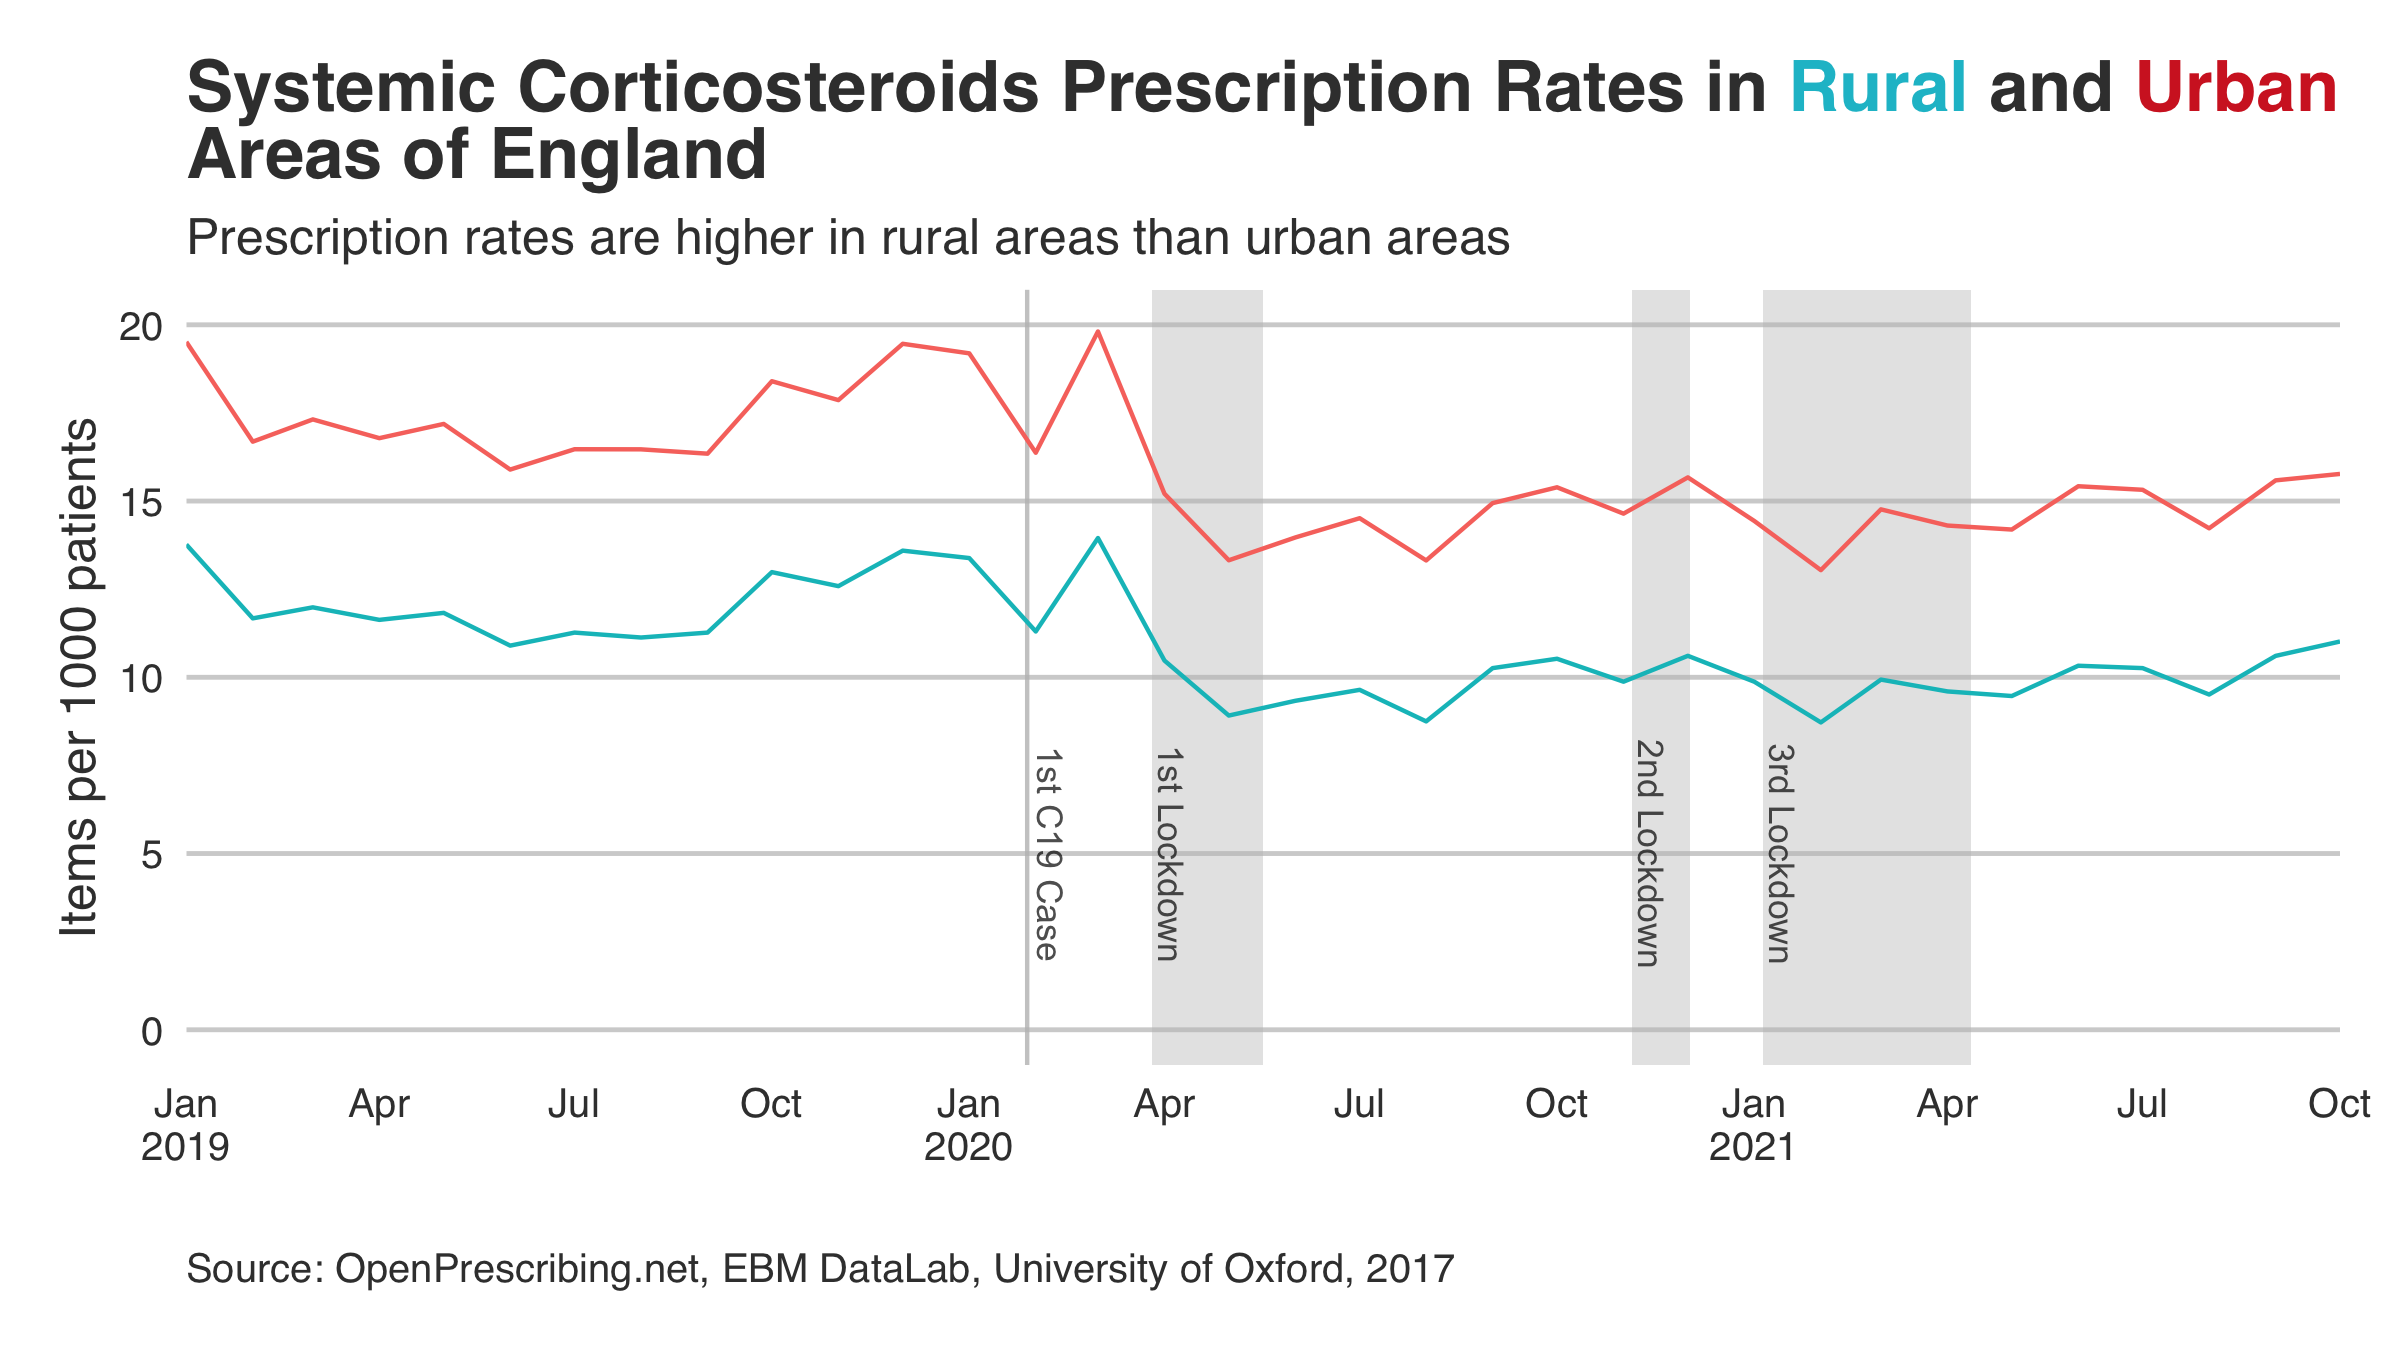 Systemic Corticosteroids Prescription Rates in Rural and Urban
Areas of England
Prescription rates are higher in rural areas than urban areas
Items per 1000 patients
20
15
10
5
0
1st C19 Case
1st Lockdown
2nd Lockdown
3rd Lockdown
Jan Apr Jul Oct Jan Apr Jul Oct Jan Apr Jul Oct
2019 2020 2021
Source: OpenPrescribing.net, EBM DataLab, University of Oxford, 2017